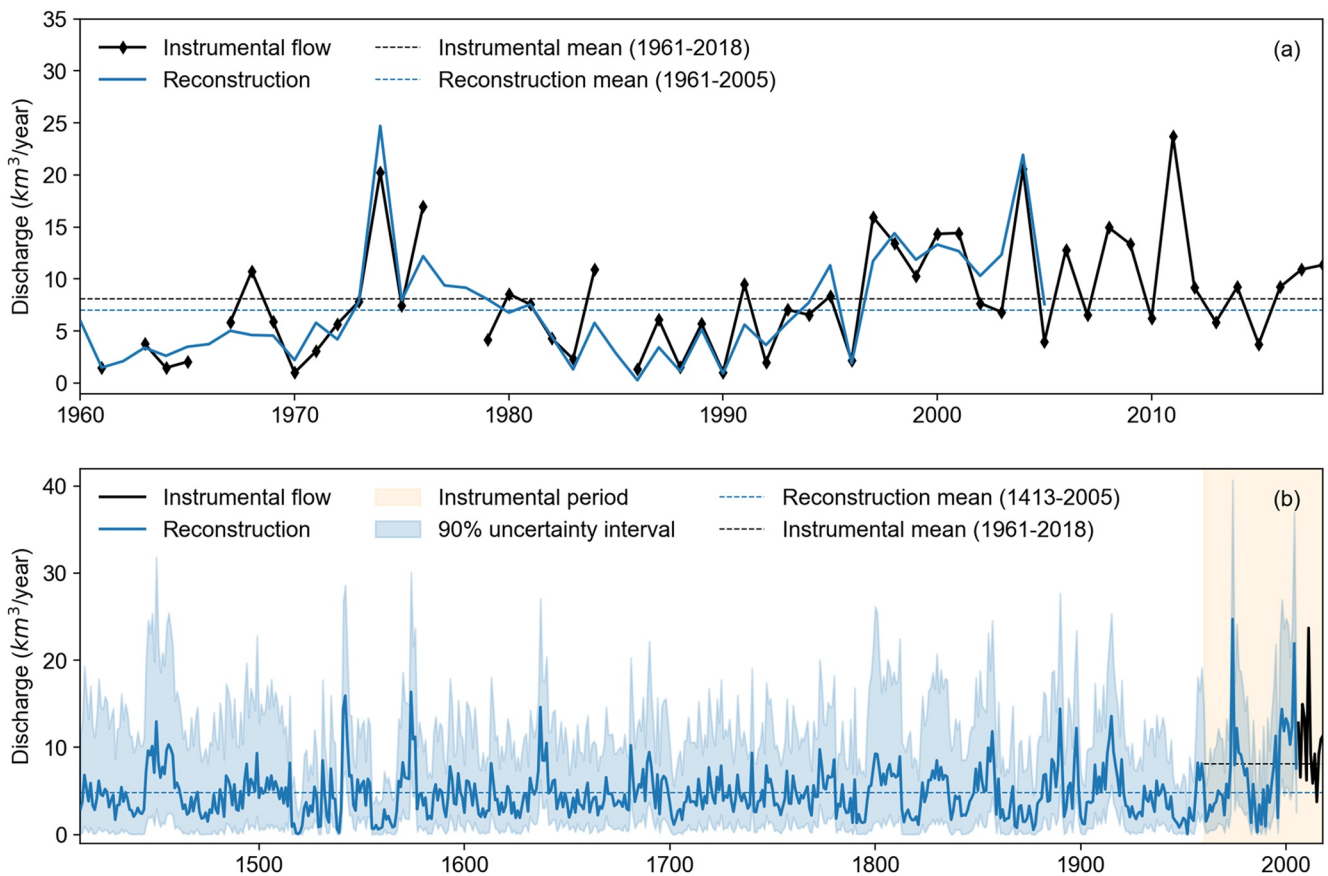 35
Instrumental flow
Instrumental mean (1961-2018)
(a)
Reconstruction
Reconstruction mean (1961-2005)
30
25
20
15
10
5
0
Discharge (km³/year)
1960
1970
1980
1990
2000
2010
40
Instrumental flow
Instrumental period
Reconstruction mean (1413-2005)
(b)
Reconstruction
90% uncertainty interval
Instrumental mean (1961-2018)
30
20
10
0
Discharge (km³/year)
1500
1600
1700
1800
1900
2000